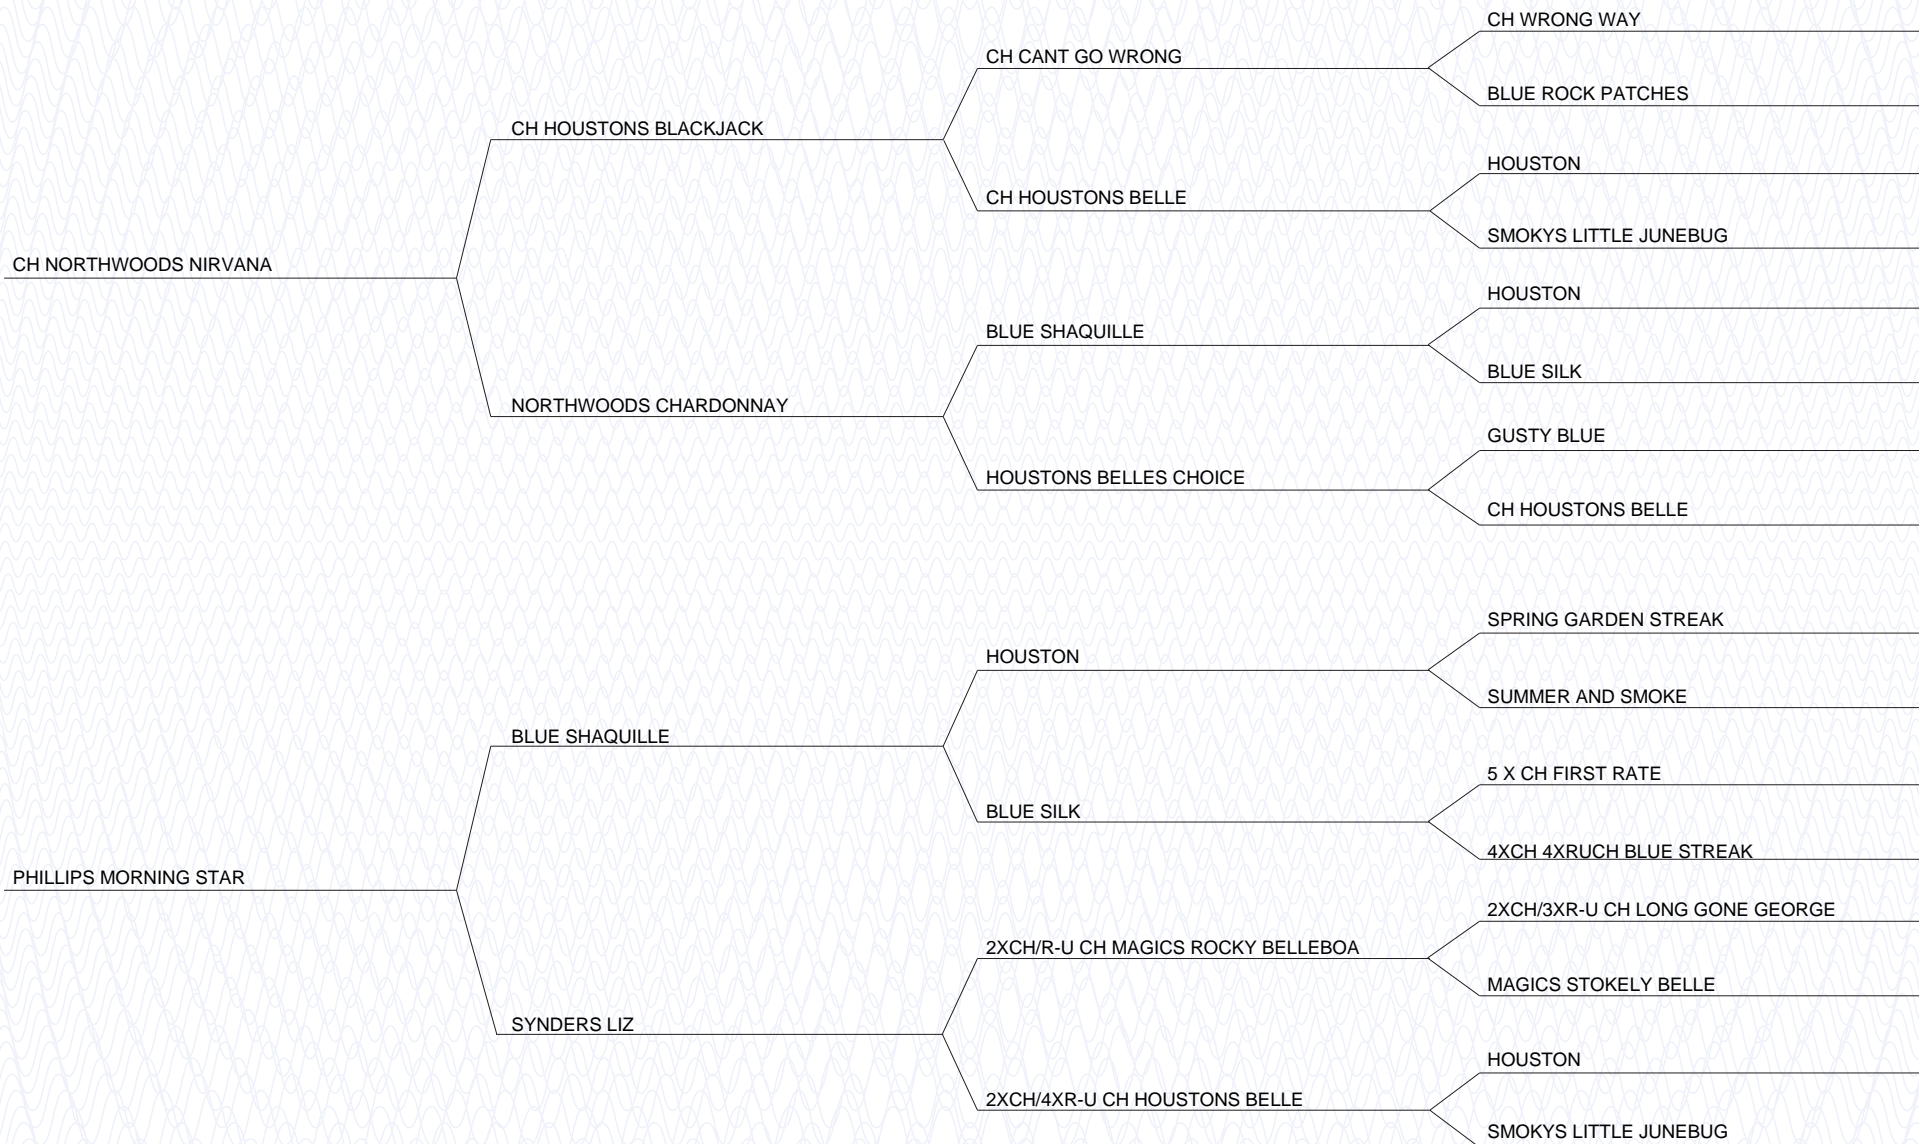 CH WRONG WAY
CH CANT GO WRONG
BLUE ROCK PATCHES
CH HOUSTONS BLACKJACK
HOUSTON
CH HOUSTONS BELLE
SMOKYS LITTLE JUNEBUG
CH NORTHWOODS NIRVANA
HOUSTON
BLUE SHAQUILLE
BLUE SILK
NORTHWOODS CHARDONNAY
GUSTY BLUE
HOUSTONS BELLES CHOICE
CH HOUSTONS BELLE
SPRING GARDEN STREAK
HOUSTON
SUMMER AND SMOKE
BLUE SHAQUILLE
5 X CH FIRST RATE
BLUE SILK
4XCH 4XRUCH BLUE STREAK
PHILLIPS MORNING STAR
2XCH/3XR-U CH LONG GONE GEORGE
2XCH/R-U CH MAGICS ROCKY BELLEBOA
MAGICS STOKELY BELLE
SYNDERS LIZ
HOUSTON
2XCH/4XR-U CH HOUSTONS BELLE
SMOKYS LITTLE JUNEBUG